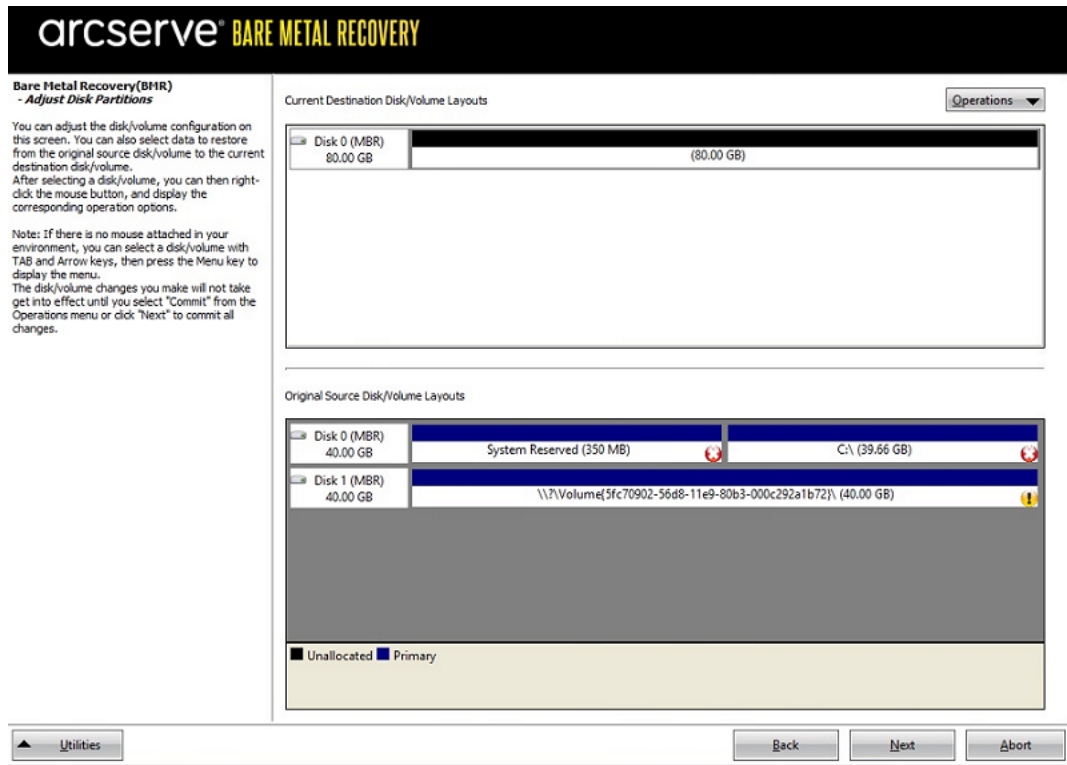 arcserve® BARE METAL RECOVERY
Bare Metal Recovery(BMR)
- Adjust Disk Partitions
You can adjust the disk/volume configuration on
this screen. You can also select data to restore
from the original source disk/volume to the current
destination disk/volume.
After selecting a disk/volume, you can then right-
click the mouse button, and display the
corresponding operation options.
Note: If there is no mouse attached in your
environment, you can select a disk/volume with
TAB and Arrow keys, then press the Menu key to
display the menu.
The disk/volume changes you make will not take
get into effect until you select "Commit" from the
Operations menu or click "Next" to commit all
changes.
Current Destination Disk/Volume Layouts
Operations
Disk 0 (MBR)
80.00 GB
(80.00 GB)
Original Source Disk/Volume Layouts
Disk 0 (MBR)
40.00 GB
System Reserved (350 MB)
C:\ (39.66 GB)
Disk 1 (MBR)
40.00 GB
\\?\Volume{5fc70902-56d8-11e9-80b3-000c292a1b72}\ (40.00 GB)
Unallocated Primary
Utilities
Back
Next
Abort